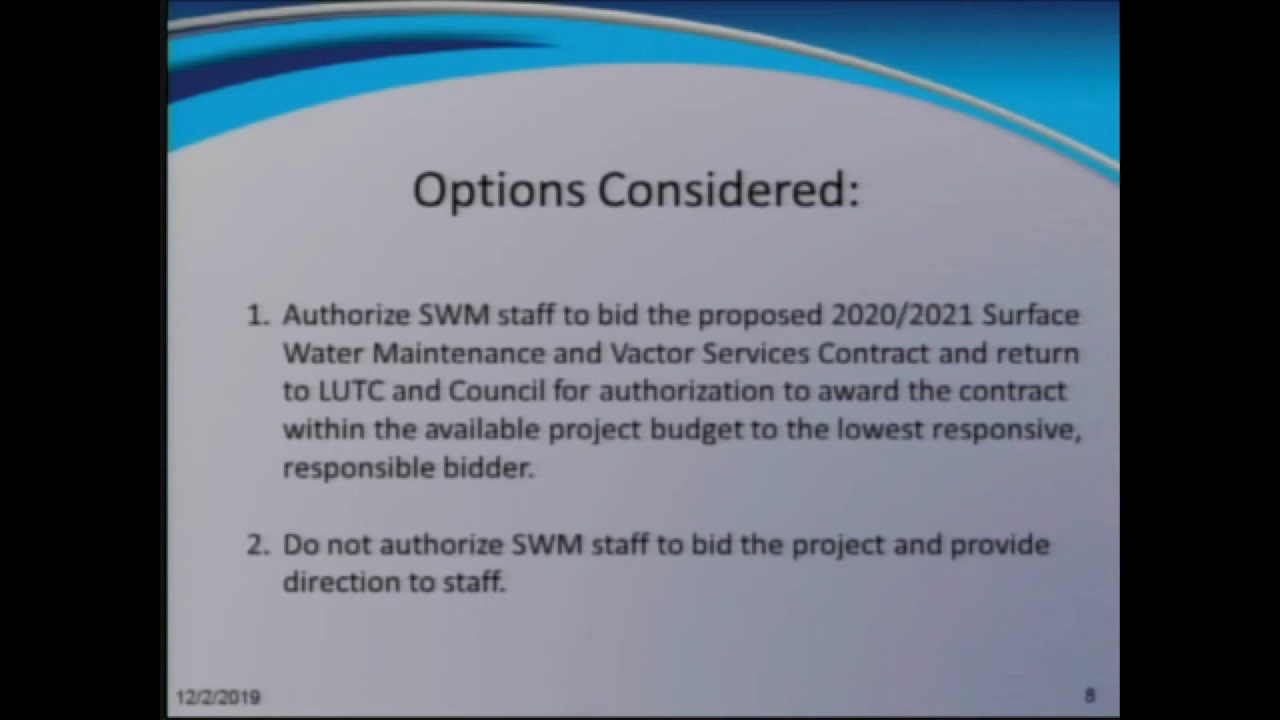 Options Considered:
1. Authorize SWM staff to bid the proposed 2020/2021 Surface
Water Maintenance and Vactor Services Contract and return
to LUTC and Council for authorization to award the contract
within the available project budget to the lowest responsive,
responsible bidder.
2. Do not authorize SWM staff to bid the project and provide
direction to staff.
12/2/2019
8